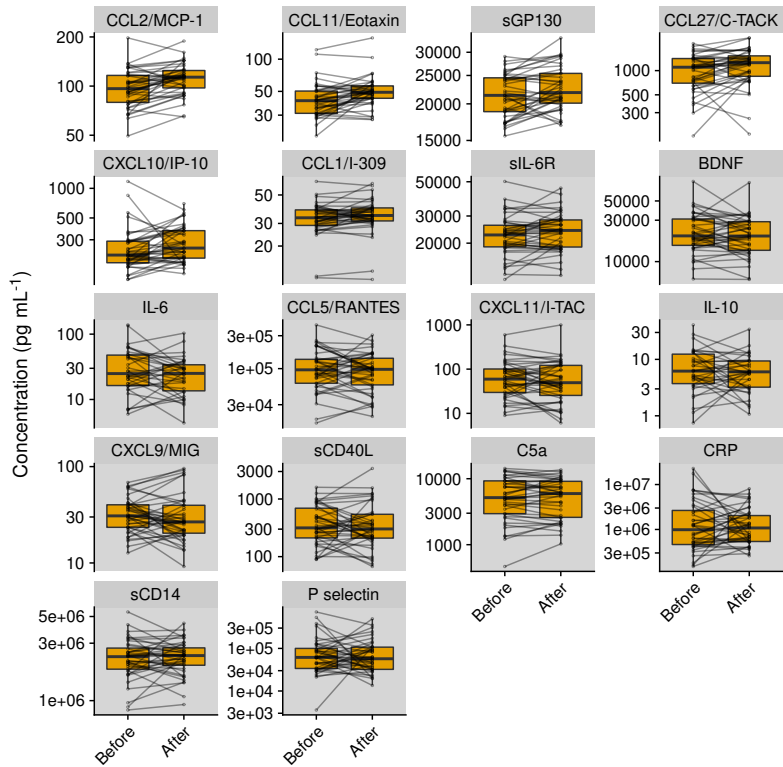 Concentration (pg mL⁻¹)
CCL2/MCP-1
200
100
50
CCL11/Eotaxin
100
50
30
sGP130
30000
20000
15000
CCL27/C-TACK
1000
500
300
CXCL10/IP-10
1000
500
300
CCL1/I-309
50
30
20
sIL-6R
50000
30000
20000
BDNF
50000
30000
10000
IL-6
100
30
10
CCL5/RANTES
3e+05
1e+05
3e+04
CXCL11/I-TAC
1000
100
10
IL-10
30
10
3
1
CXCL9/MIG
100
30
10
sCD40L
3000
1000
300
100
C5a
10000
3000
1000
Before
After
CRP
1e+07
3e+06
1e+06
3e+05
Before
After
sCD14
5e+06
3e+06
1e+06
Before
After
P selectin
3e+05
1e+05
3e+04
1e+04
3e+03
Before
After